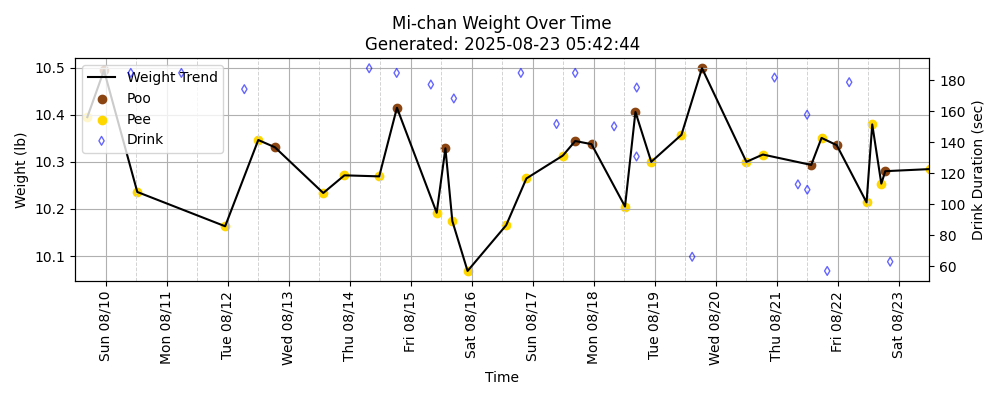 Mi-chan Weight Over Time
Generated: 2025-08-23 05:42:44
Weight (lb)
10.5
10.4
10.3
10.2
10.1
Weight Trend
Poo
Pee
Drink
180
160
140
120
100
80
60
Drink Duration (sec)
Sun 08/10
Mon 08/11
Tue 08/12
Wed 08/13
Thu 08/14
Fri 08/15
Sat 08/16
Sun 08/17
Mon 08/18
Tue 08/19
Wed 08/20
Thu 08/21
Fri 08/22
Sat 08/23
Time